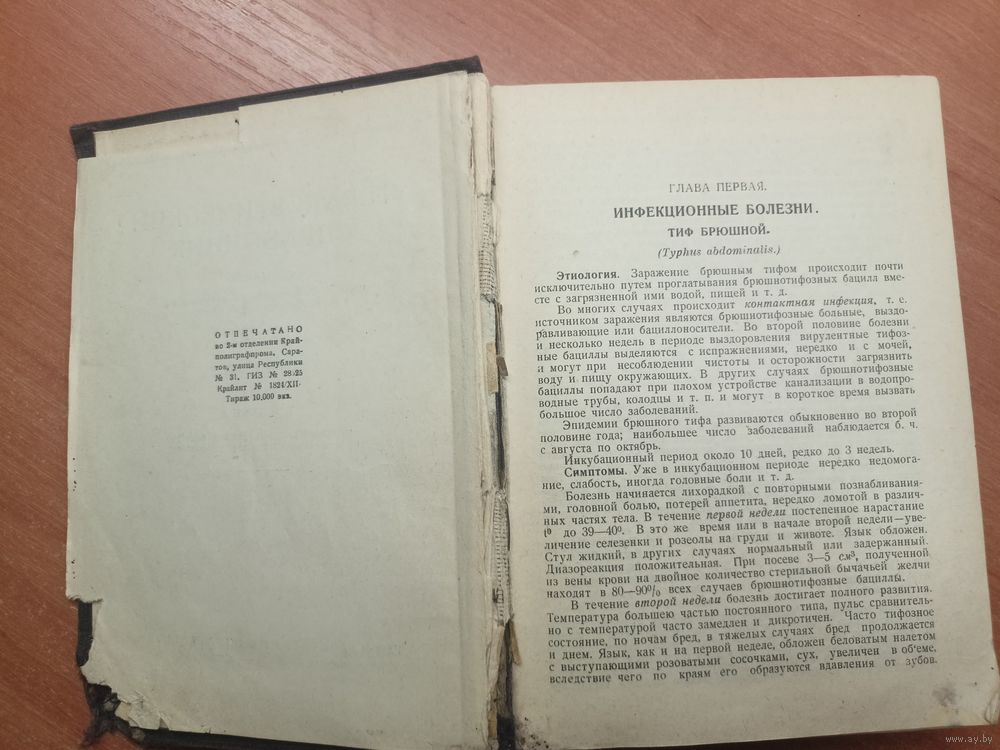 ОТПЕЧАТАНО
во 2-м отделении Край-
полиграфпрома, Сара-
тов, улица Республики
№ 31. ГИЗ № 28/25
Крайлит № 1824/XII·
Тираж 10,000 экз.
ГЛАВА ПЕРВАЯ.
ИНФЕКЦИОННЫЕ БОЛЕЗНИ.
ТИФ БРЮШНОЙ.
(Typhus abdominalis.)
Этиология. Заражение брюшным тифом происходит почти
исключительно путем проглатывания брюшнотифозных бацилл вме-
сте с загрязненной ими водой, пищей и т. д.
Во многих случаях происходит контактная инфекция, т. е.
источником заражения являются брюшнотифозные больные, выздо-
равливающие или бациллоносители. Во второй половине болезни
и несколько недель в периоде выздоровления вирулентные тифоз-
ные бациллы выделяются с испражнениями, нередко и с мочей,
и могут при несоблюдении чистоты и осторожности загрязнить
воду и пищу окружающих. В других случаях брюшнотифозные
бациллы попадают при плохом устройстве канализации в водопро-
водные трубы, колодцы и т. п. и могут в короткое время вызвать
большое число заболеваний.
Эпидемии брюшного тифа развиваются обыкновенно во второй
половине года; наибольшее число заболеваний наблюдается б. ч.
с августа по октябрь.
Инкубационный период около 10 дней, редко до 3 недель.
Симптомы. Уже в инкубационном периоде нередко недомога-
ние, слабость, иногда головные боли и т. д.
Болезнь начинается лихорадкой с повторными познабливания-
ми, головной болью, потерей аппетита, нередко ломотой в различ-
ных частях тела. В течение первой недели постепенное нарастание
t⁰ до 39—40⁰. В это же время или в начале второй недели—уве-
личение селезенки и розеолы на груди и животе. Язык обложен.
Стул жидкий, в других случаях нормальный или задержанный.
Диазореакция положительная. При посеве 3—5 см³, полученной
из вены крови на двойное количество стерильной бычачьей желчи
находят в 80—90% всех случаев брюшнотифозные бациллы.
В течение второй недели болезнь достигает полного развития.
Температура большею частью постоянного типа, пульс сравнитель-
но с температурой часто замедлен и дикротичен. Часто тифозное
состояние, по ночам бред, в тяжелых случаях бред продолжается
и днем. Язык, как и на первой неделе, обложен беловатым налетом
с выступающими розоватыми сосочками, сух, увеличен в об'еме,
вследствие чего по краям его образуются вдавления от зубов.
www.ay.by